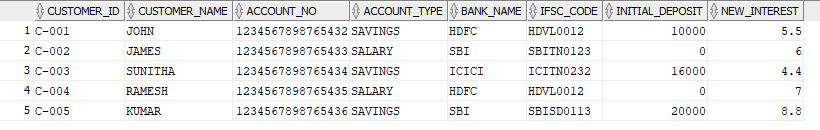 CUSTOMER_ID CUSTOMER_NAME ACCOUNT_NO ACCOUNT_TYPE BANK_NAME IFSC_CODE INITIAL_DEPOSIT NEW_INTEREST
1 C-001 JOHN 1234567898765432 SAVINGS HDFC HDVL0012 10000 5.5
2 C-002 JAMES 1234567898765433 SALARY SBI SBITN0123 0 6
3 C-003 SUNITHA 1234567898765434 SAVINGS ICICI ICITN0232 16000 4.4
4 C-004 RAMESH 1234567898765435 SALARY HDFC HDVL0012 0 7
5 C-005 KUMAR 1234567898765436 SAVINGS SBI SBISD0113 20000 8.8